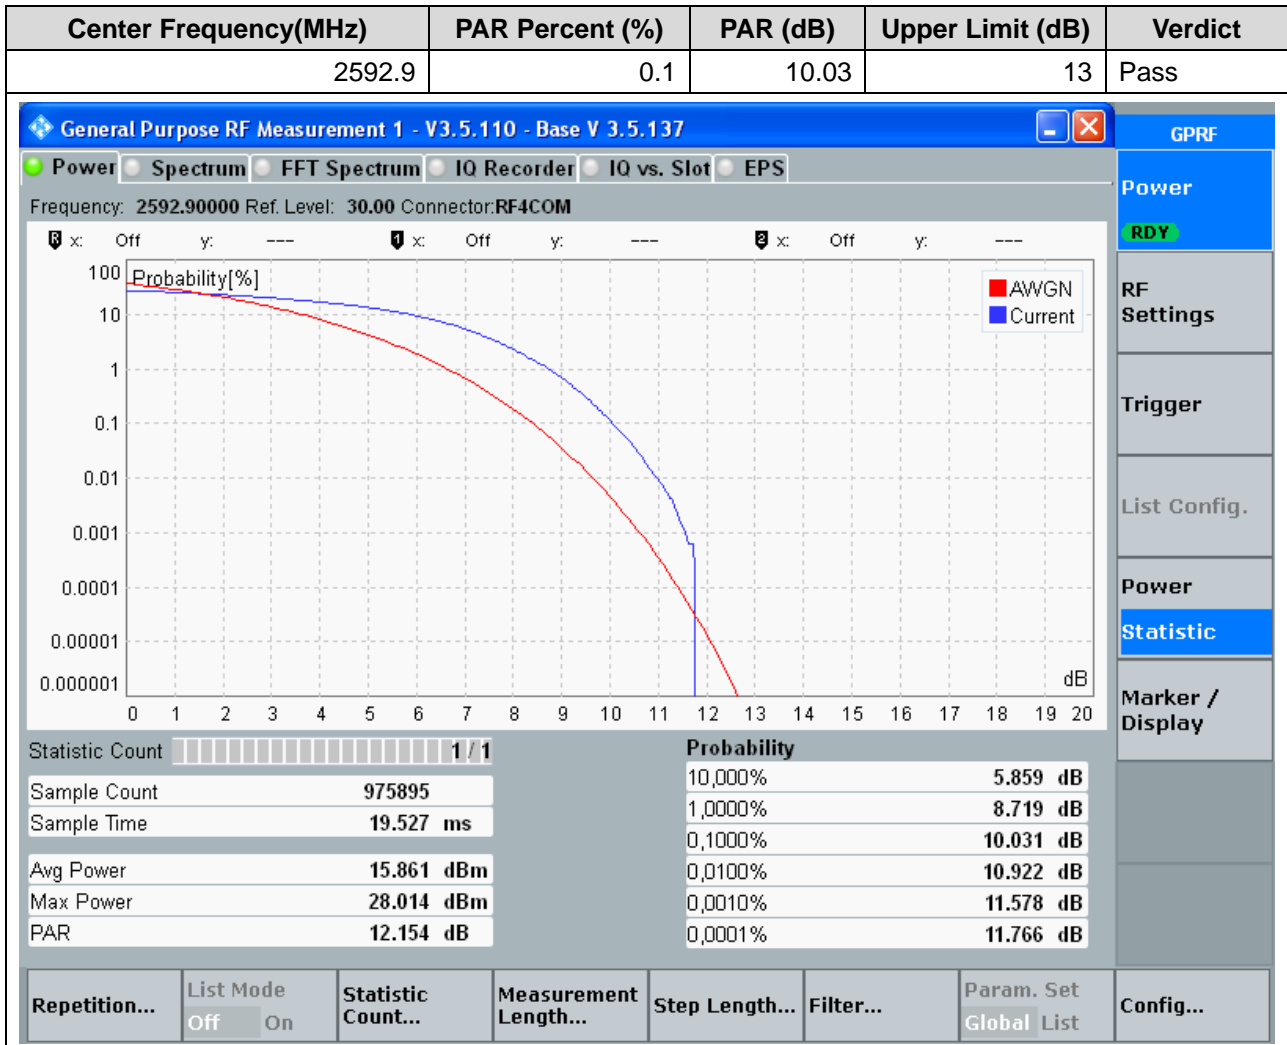 Center Frequency(MHz) PAR Percent (%) PAR (dB) Upper Limit (dB) Verdict
2592.9 0.1 10.03 13 Pass
General Purpose RF Measurement 1 - V3.5.110 - Base V 3.5.137
GPRF
Power Spectrum FFT Spectrum IQ Recorder IQ vs. Slot EPS
Power
RDY
Frequency: 2592.90000 Ref. Level: 30.00 Connector:RF4COM
R x: Off y: --- 1 x: Off y: --- 2 x: Off y: ---
Probability[%]
AWGN
Current
100
10
1
0.1
0.01
0.001
0.0001
0.00001
0.000001
dB
0 1 2 3 4 5 6 7 8 9 10 11 12 13 14 15 16 17 18 19 20
RF
Settings
Trigger
List Config.
Power
Statistic
Marker /
Display
Statistic Count 1 / 1
Sample Count 975895
Sample Time 19.527 ms
Avg Power 15.861 dBm
Max Power 28.014 dBm
PAR 12.154 dB
Probability
10,000% 5.859 dB
1,0000% 8.719 dB
0,1000% 10.031 dB
0,0100% 10.922 dB
0,0010% 11.578 dB
0,0001% 11.766 dB
Repetition...
List Mode
Off On
Statistic
Count...
Measurement
Length...
Step Length...
Filter...
Param. Set
Global List
Config...